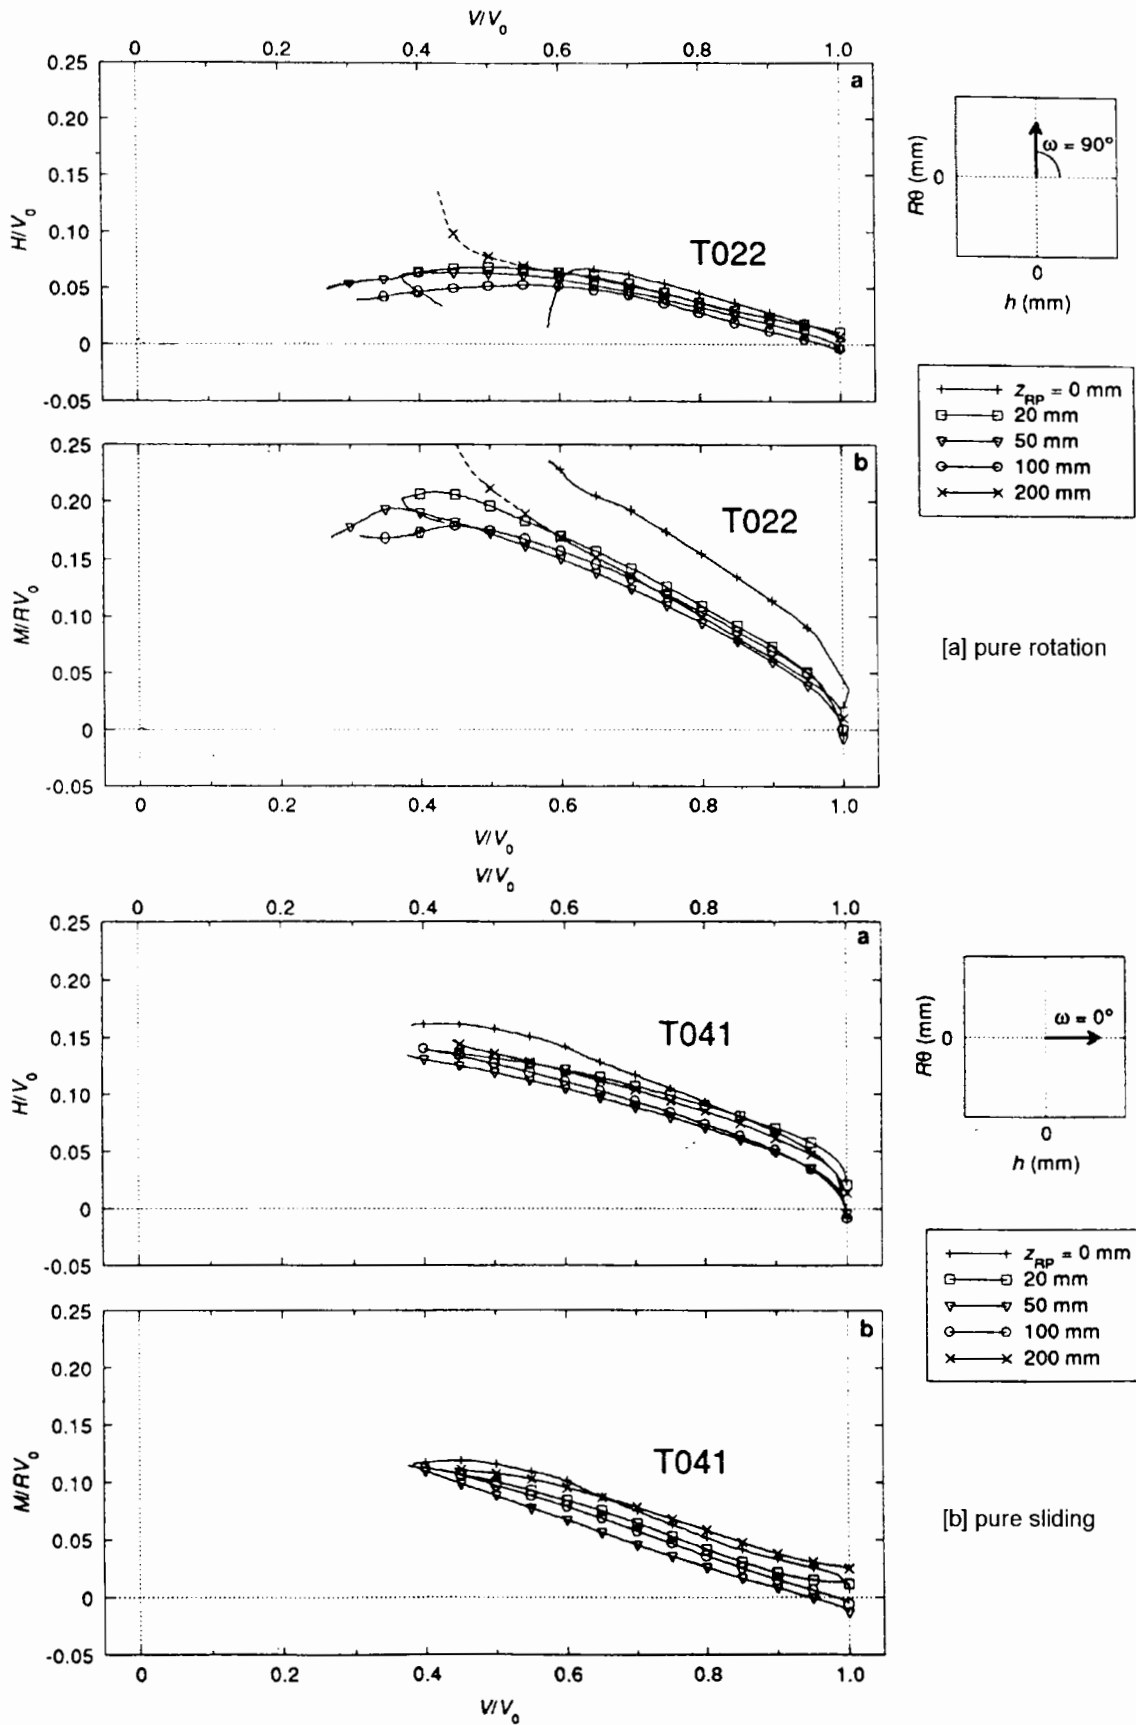 V/V₀
0 0.2 0.4 0.6 0.8 1.0
0.25
0.20
0.15
0.10
0.05
0
-0.05
H/V₀
a
T022
0.25
0.20
0.15
0.10
0.05
0
-0.05
M/RV₀
b
T022
0 0.2 0.4 0.6 0.8 1.0
V/V₀
Rθ (mm)
0
ω = 90°
0
h (mm)
z_RP = 0 mm
20 mm
50 mm
100 mm
200 mm
[a] pure rotation
V/V₀
0 0.2 0.4 0.6 0.8 1.0
0.25
0.20
0.15
0.10
0.05
0
-0.05
H/V₀
a
T041
0.25
0.20
0.15
0.10
0.05
0
-0.05
M/RV₀
b
T041
0 0.2 0.4 0.6 0.8 1.0
V/V₀
Rθ (mm)
0
ω = 0°
0
h (mm)
z_RP = 0 mm
20 mm
50 mm
100 mm
200 mm
[b] pure sliding